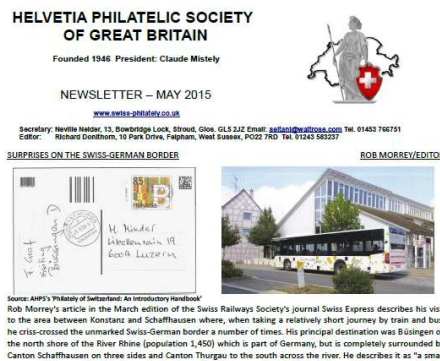 HELVETIA PHILATELIC SOCIETY
OF GREAT BRITAIN
Founded 1946  President: Claude Mistely
NEWSLETTER – MAY 2015
www.swiss-philately.co.uk
Secretary: Neville Nelder, 13, Bowbridge Lock, Stroud, Glos. GL5 2JZ Email: Tel. 01453 766751
Editor: Richard Donithorn, 10 Park Drive, Felpham, West Sussex, PO22 7RD Tel. 01243 583237
SURPRISES ON THE SWISS-GERMAN BORDER
ROB MORREY/EDITO
85
Helvetia
H. Kinder
19
6004 Luzern
Source: AHPS's 'Philately of Switzerland: An Introductory Handbook'
Rob Morrey's article in the March edition of the Swiss Railways Society's journal Swiss Express describes his visi
to the area between Konstanz and Schaffhausen where, when taking a relatively short journey by train and bu
he criss-crossed the unmarked Swiss-German border a number of times. His principal destination was Büsingen o
the north shore of the River Rhine (population 1,450) which is part of Germany, but is completely surrounded b
Canton Schaffhausen on three sides and Canton Thurgau to the south across the river. He describes it as "a sma